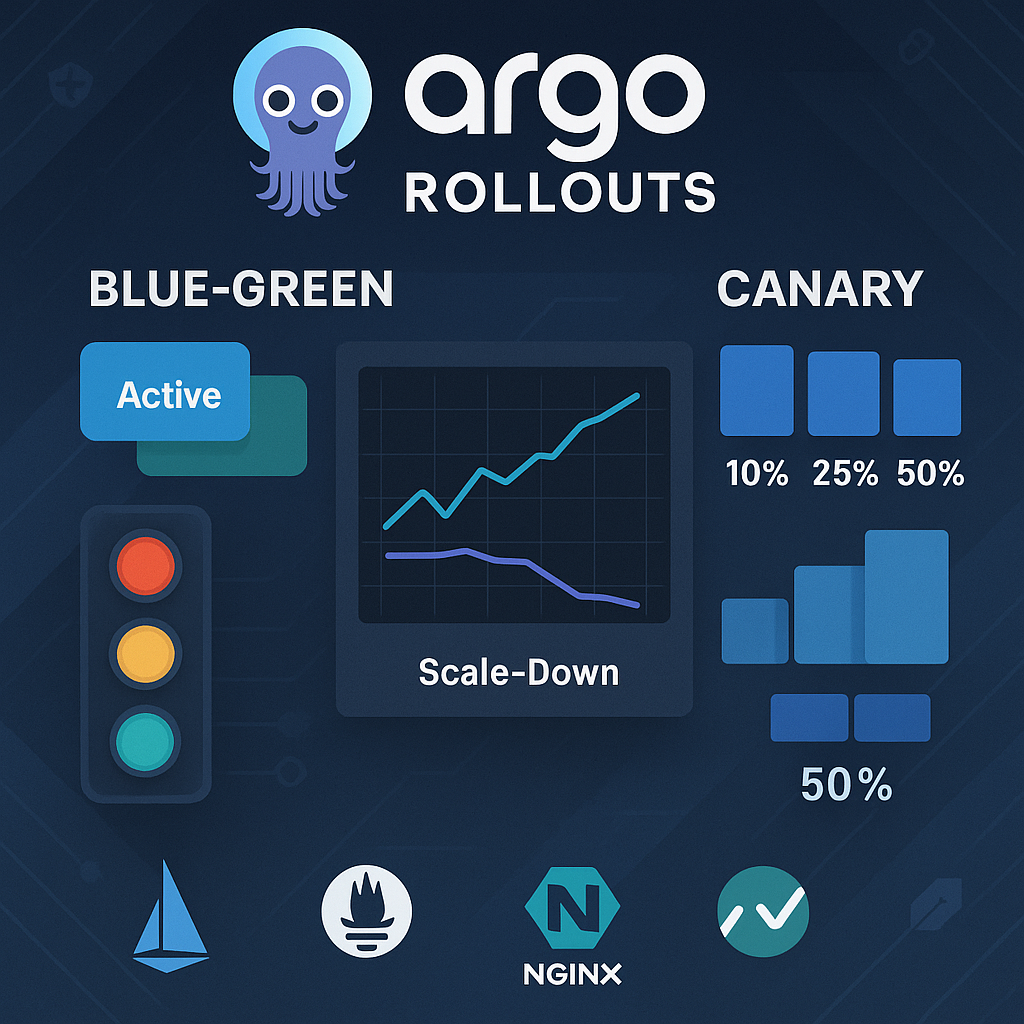 argo
ROLLOUTS
BLUE-GREEN
CANARY
Active
10% 25% 50%
Scale-Down
50%
N
NGINX